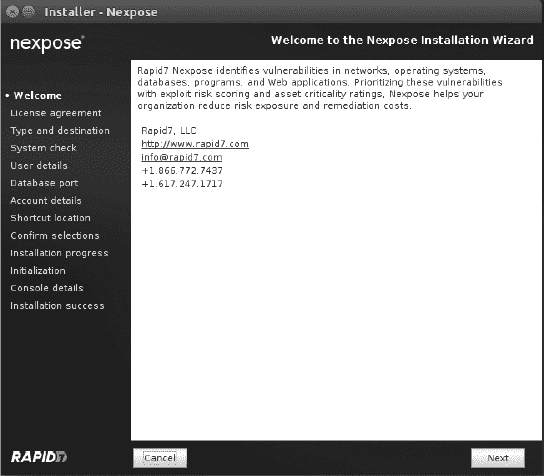 Installer - Nexpose
nexpose®
Welcome to the Nexpose Installation Wizard
• Welcome
License agreement
Type and destination
System check
User details
Database port
Account details
Shortcut location
Confirm selections
Installation progress
Initialization
Console details
Installation success
Rapid7 Nexpose identifies vulnerabilities in networks, operating systems,
databases, programs, and Web applications. Prioritizing these vulnerabilities
with exploit risk scoring and asset criticality ratings, Nexpose helps your
organization reduce risk exposure and remediation costs.
Rapid7, LLC
http://www.rapid7.com
info@rapid7.com
+1.866.772.7437
+1.617.247.1717
RAPID7
Cancel
Next